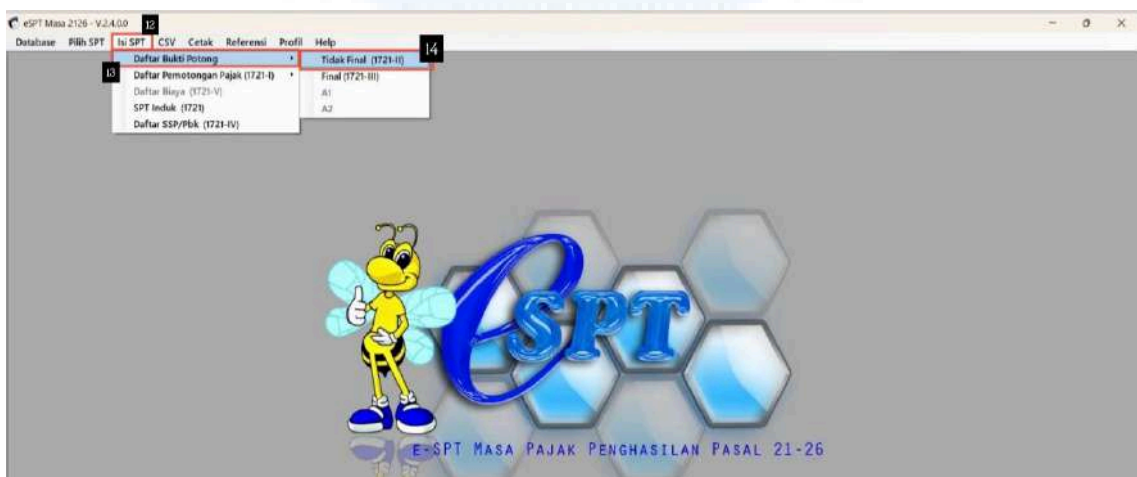 eSPT Masa 2126 - V.2.4.0.0
12
Database Pilih SPT Isi SPT CSV Cetak Referensi Profil Help
14
Daftar Bukti Potong
Tidak Final (1721-II)
13
Daftar Pemotongan Pajak (1721-I)
Final (1721-III)
Daftar Biaya (1721-V)
A1
SPT Induk (1721)
A2
Daftar SSP/Pbk (1721-IV)
eSPT
e-SPT Masa Pajak Penghasilan Pasal 21-26